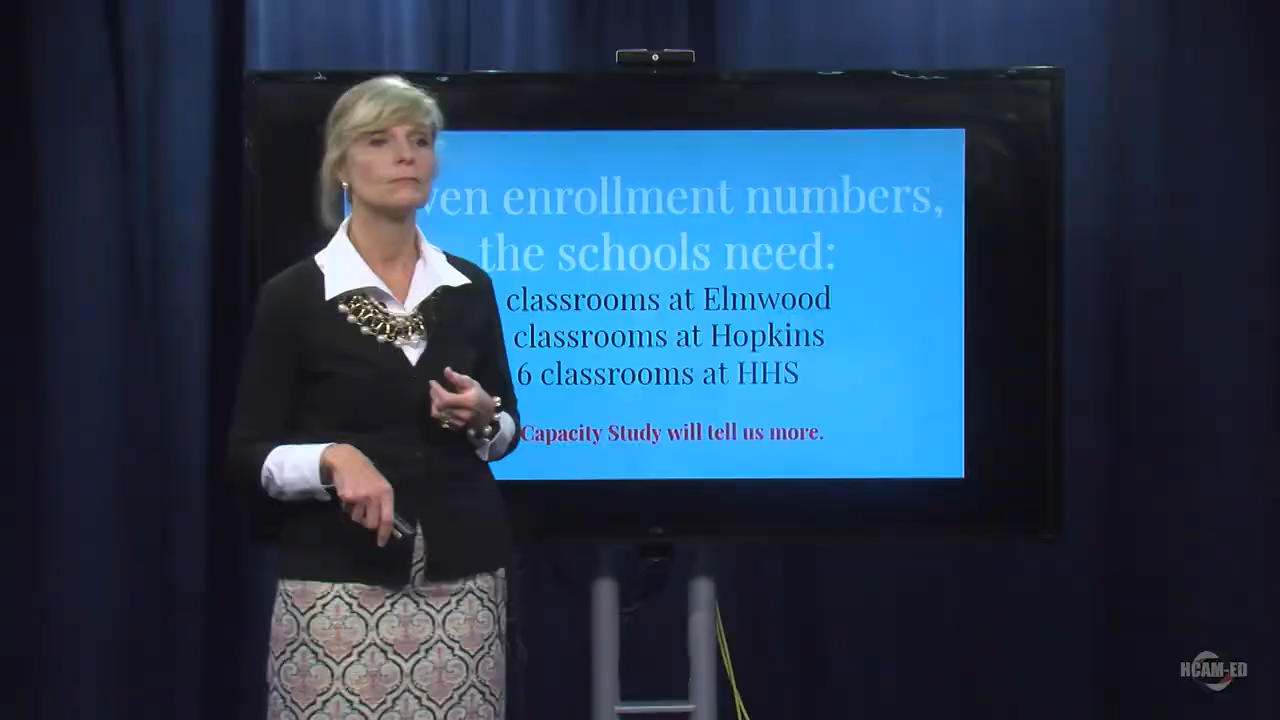 enrollment numbers,
the schools need:
classrooms at Elmwood
classrooms at Hopkins
6 classrooms at HHS
Capacity Study will tell us more.
HCAM-ED